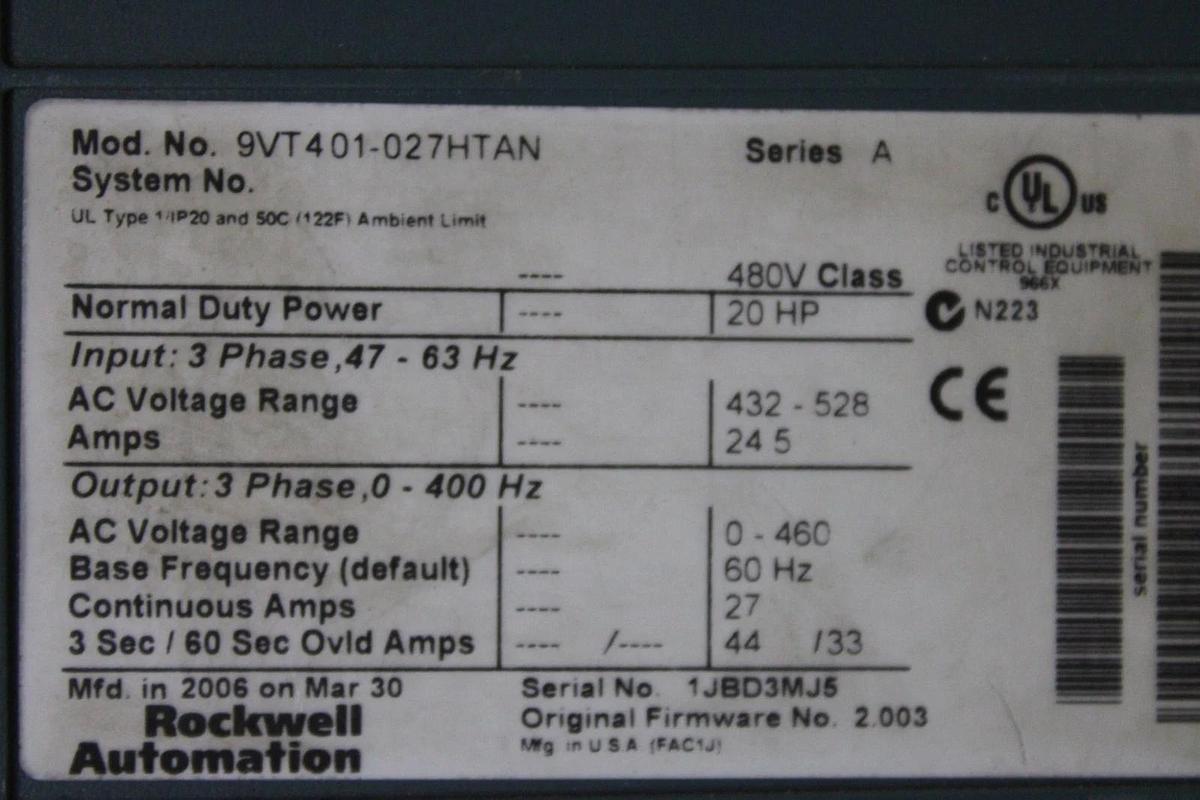 Mod. No. 9VT401-027HTAN Series A
System No.
UL Type 1/IP20 and 50C (122F) Ambient Limit
C UL US
LISTED INDUSTRIAL
CONTROL EQUIPMENT
966X
N223
CE
---- 480V Class
Normal Duty Power ---- 20 HP
Input: 3 Phase,47 - 63 Hz
AC Voltage Range ---- 432 - 528
Amps ---- 24 5
Output:3 Phase,0 - 400 Hz
AC Voltage Range ---- 0 - 460
Base Frequency (default) ---- 60 Hz
Continuous Amps ---- 27
3 Sec / 60 Sec Ovld Amps ---- /---- 44 /33
serial number
Mfd. in 2006 on Mar 30 Serial No. 1JBD3MJ5
Rockwell Original Firmware No. 2.003
Automation Mfg in U S A (FAC1J)